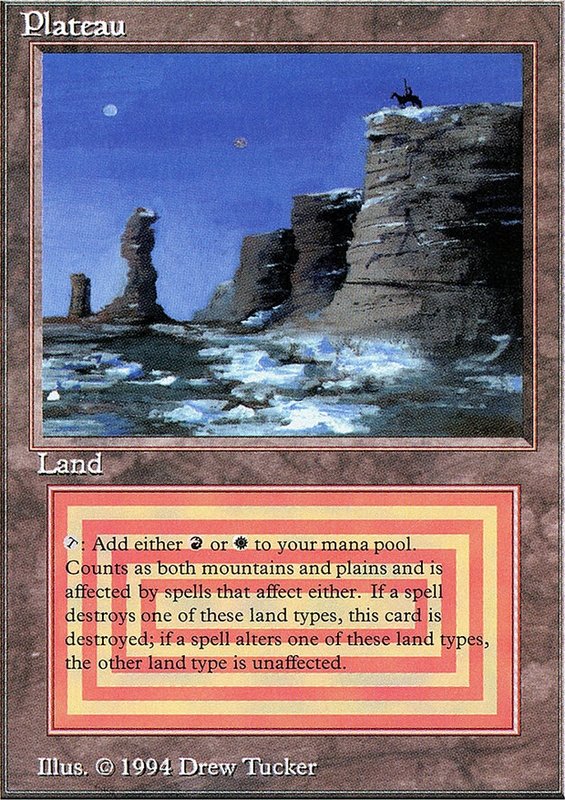 Plateau
Land
: Add either or to your mana pool.
Counts as both mountains and plains and is
affected by spells that affect either. If a spell
destroys one of these land types, this card is
destroyed; if a spell alters one of these land types,
the other land type is unaffected.
Illus. © 1994 Drew Tucker